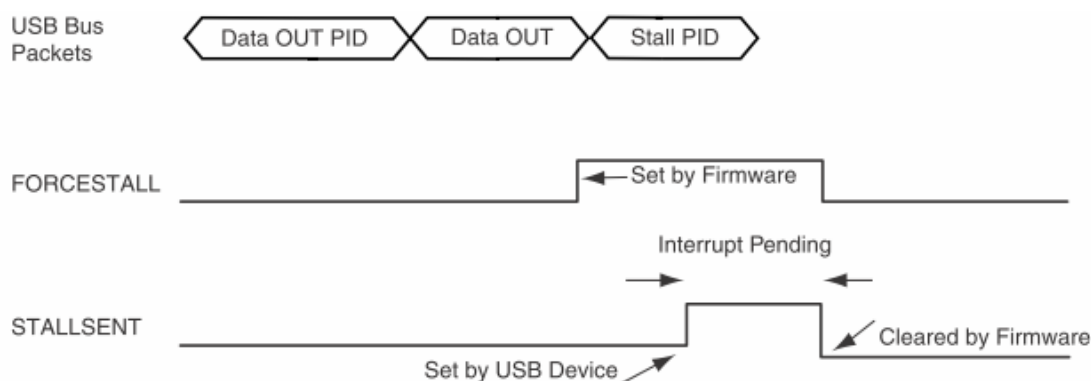 USB Bus
Packets
Data OUT PID
Data OUT
Stall PID
FORCESTALL
Set by Firmware
Interrupt Pending
STALLSENT
Cleared by Firmware
Set by USB Device